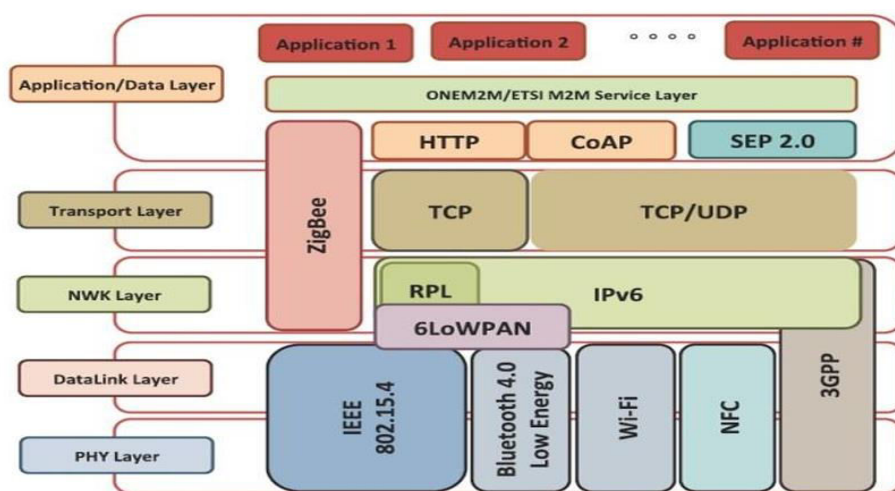 Application 1
Application 2
Application #
Application/Data Layer
ONEM2M/ETSI M2M Service Layer
HTTP
CoAP
SEP 2.0
ZigBee
Transport Layer
TCP
TCP/UDP
NWK Layer
RPL
IPv6
6LoWPAN
DataLink Layer
IEEE
802.15.4
Bluetooth 4.0
Low Energy
Wi-Fi
NFC
3GPP
PHY Layer